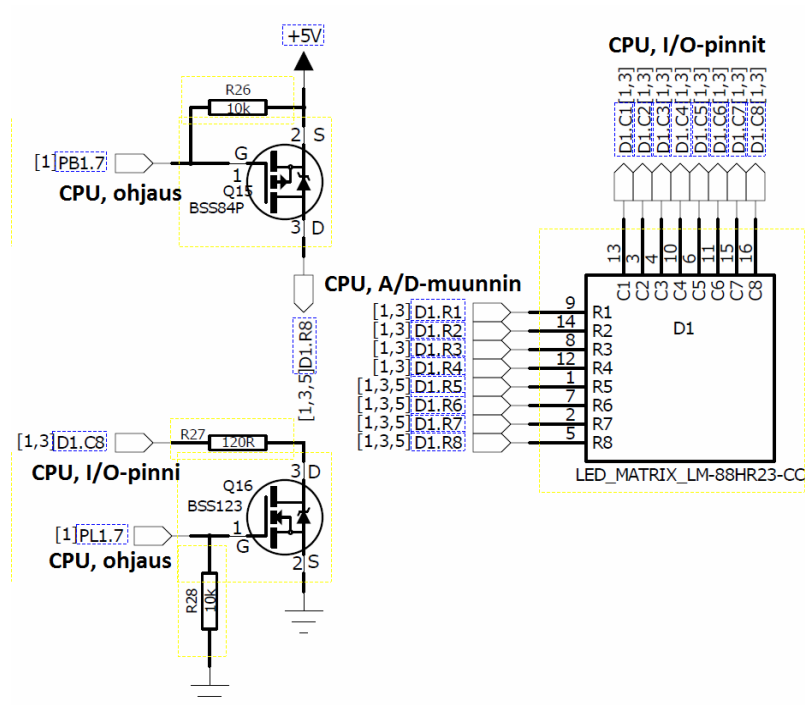 +5V
R26
10k
2 S
[1]PB1.7
G
1
Q15
BSS84P
CPU, ohjaus
3 D
[1,3,5]D1.R8
[1,3]D1.C8
R27
120R
CPU, I/O-pinni
3 D
Q16
BSS123
[1]PL1.7
1
G
CPU, ohjaus
2 S
R28
10k
CPU, I/O-pinnit
D1.C1[1,3]
D1.C2[1,3]
D1.C3[1,3]
D1.C4[1,3]
D1.C5[1,3]
D1.C6[1,3]
D1.C7[1,3]
D1.C8[1,3]
13 3 4 10 6 11 15 16
C1 C2 C3 C4 C5 C6 C7 C8
CPU, A/D-muunnin
[1,3]D1.R1 9 R1
[1,3]D1.R2 14 R2
[1,3]D1.R3 8 R3
[1,3]D1.R4 12 R4
[1,3,5]D1.R5 1 R5
[1,3,5]D1.R6 7 R6
[1,3,5]D1.R7 2 R7
[1,3,5]D1.R8 5 R8
D1
LED_MATRIX_LM-88HR23-CC